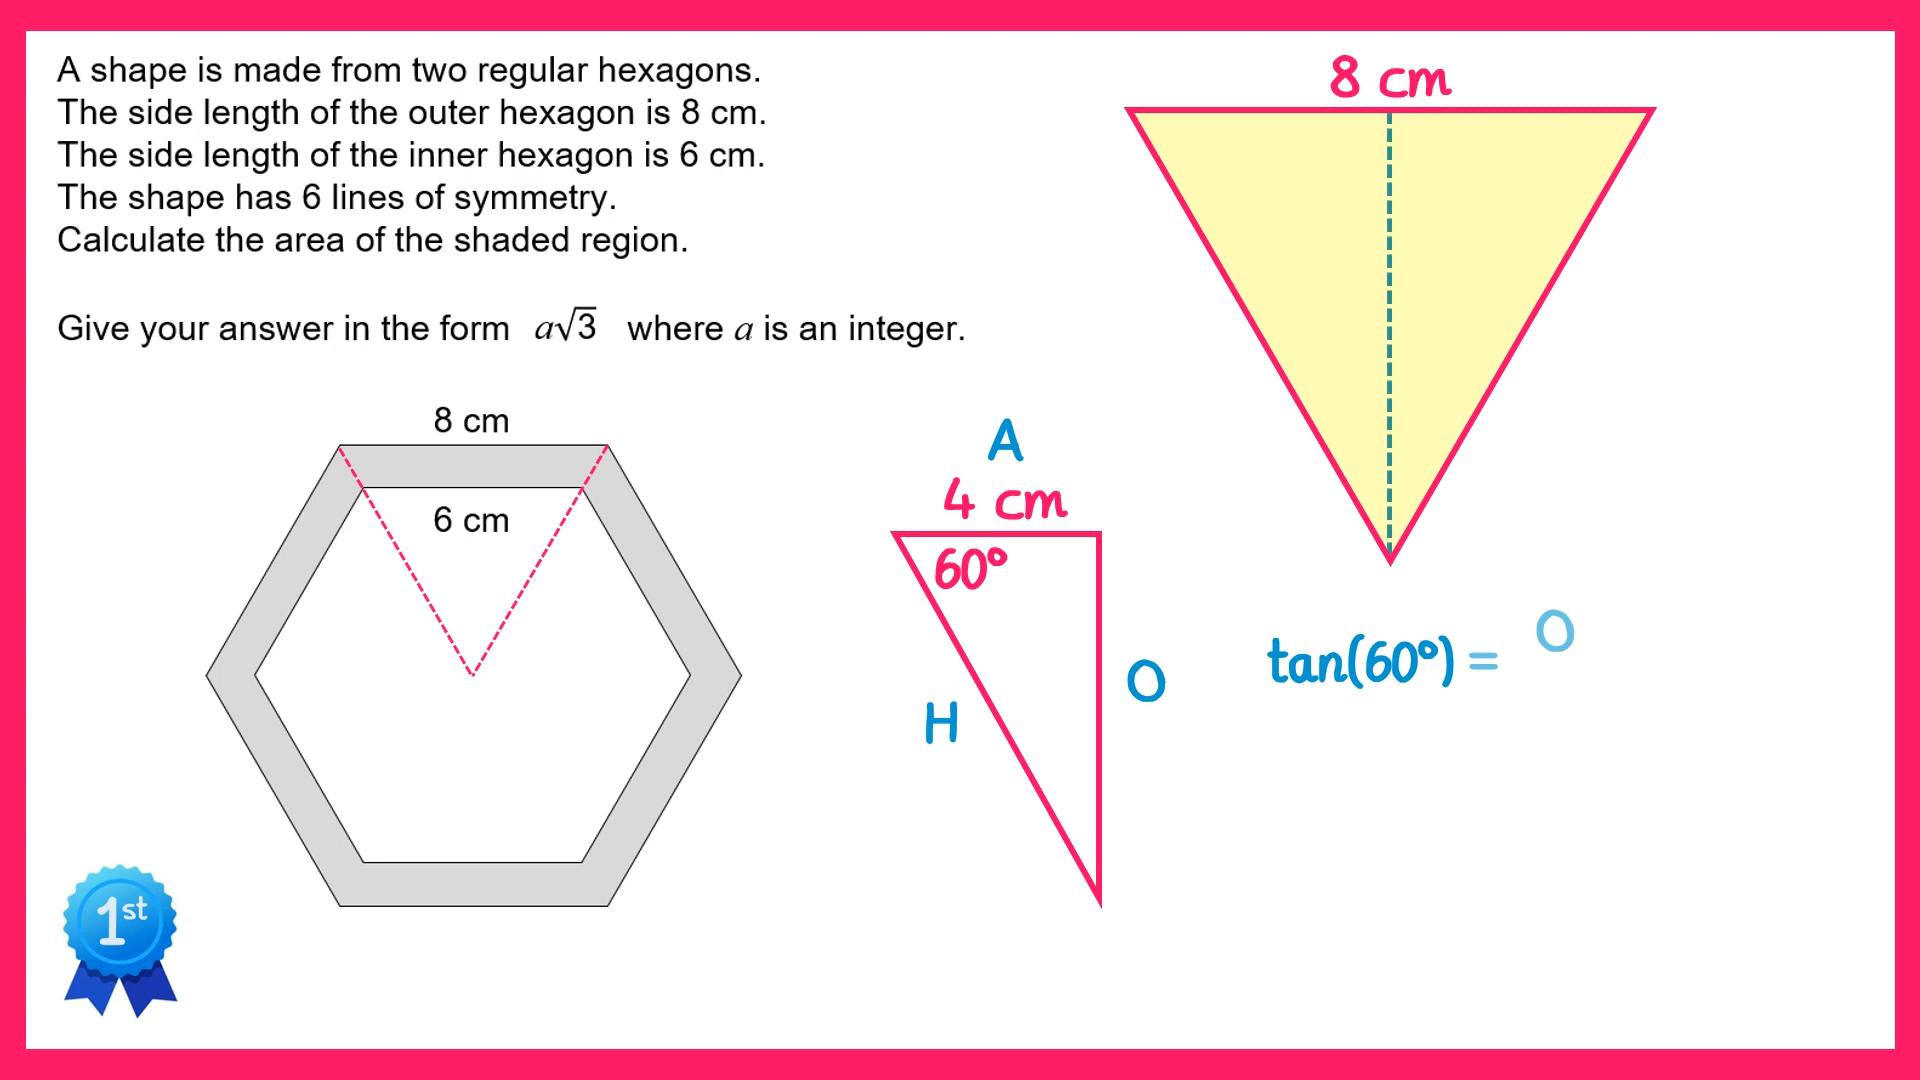 A shape is made from two regular hexagons.
The side length of the outer hexagon is 8 cm.
The side length of the inner hexagon is 6 cm.
The shape has 6 lines of symmetry.
Calculate the area of the shaded region.
Give your answer in the form a√3 where a is an integer.
8 cm
6 cm
8 cm
A
4 cm
60°
H
O
tan(60°) = O
1st